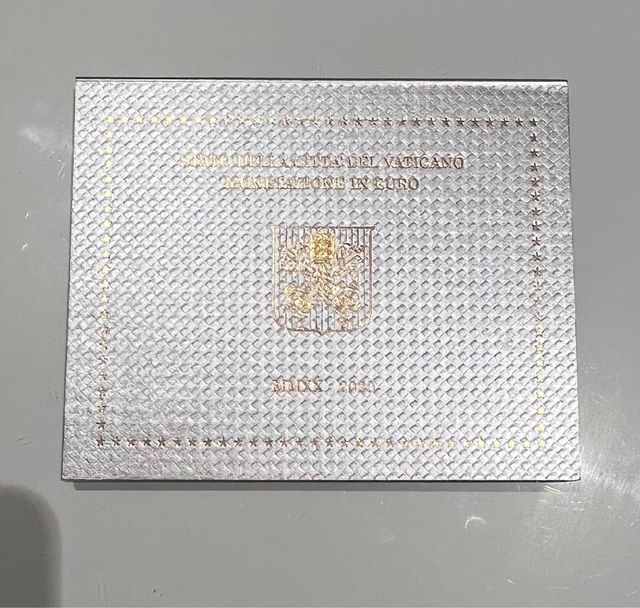 STATO DELLA CITTA' DEL VATICANO
MONETAZIONE IN EURO
MMXX - 2020